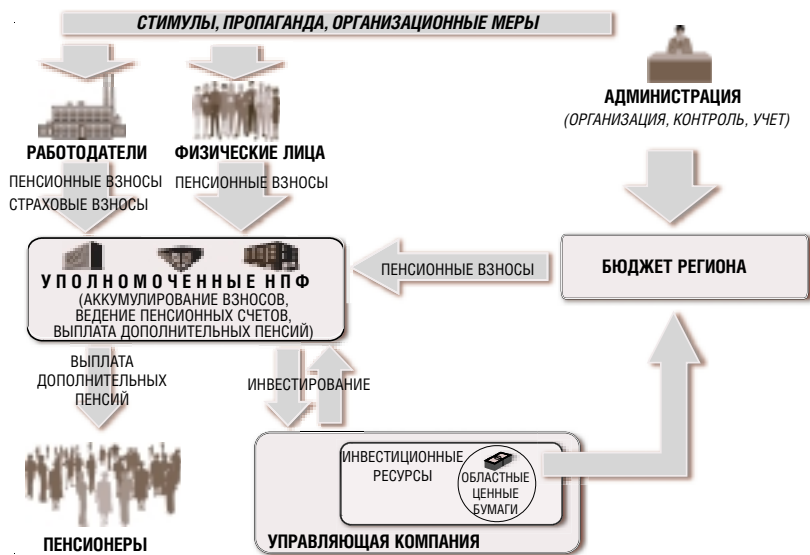 СТИМУЛЫ, ПРОПАГАНДА, ОРГАНИЗАЦИОННЫЕ МЕРЫ
АДМИНИСТРАЦИЯ
(ОРГАНИЗАЦИЯ, КОНТРОЛЬ, УЧЕТ)
РАБОТОДАТЕЛИ
ФИЗИЧЕСКИЕ ЛИЦА
ПЕНСИОННЫЕ ВЗНОСЫ
СТРАХОВЫЕ ВЗНОСЫ
ПЕНСИОННЫЕ ВЗНОСЫ
УПОЛНОМОЧЕННЫЕ НПФ
(АККУМУЛИРОВАНИЕ ВЗНОСОВ,
ВЕДЕНИЕ ПЕНСИОННЫХ СЧЕТОВ,
ВЫПЛАТА ДОПОЛНИТЕЛЬНЫХ ПЕНСИЙ)
ПЕНСИОННЫЕ ВЗНОСЫ
БЮДЖЕТ РЕГИОНА
ВЫПЛАТА
ДОПОЛНИТЕЛЬНЫХ
ПЕНСИЙ
ИНВЕСТИРОВАНИЕ
ИНВЕСТИЦИОННЫЕ
РЕСУРСЫ
ОБЛАСТНЫЕ
ЦЕННЫЕ
БУМАГИ
УПРАВЛЯЮЩАЯ КОМПАНИЯ
ПЕНСИОНЕРЫ